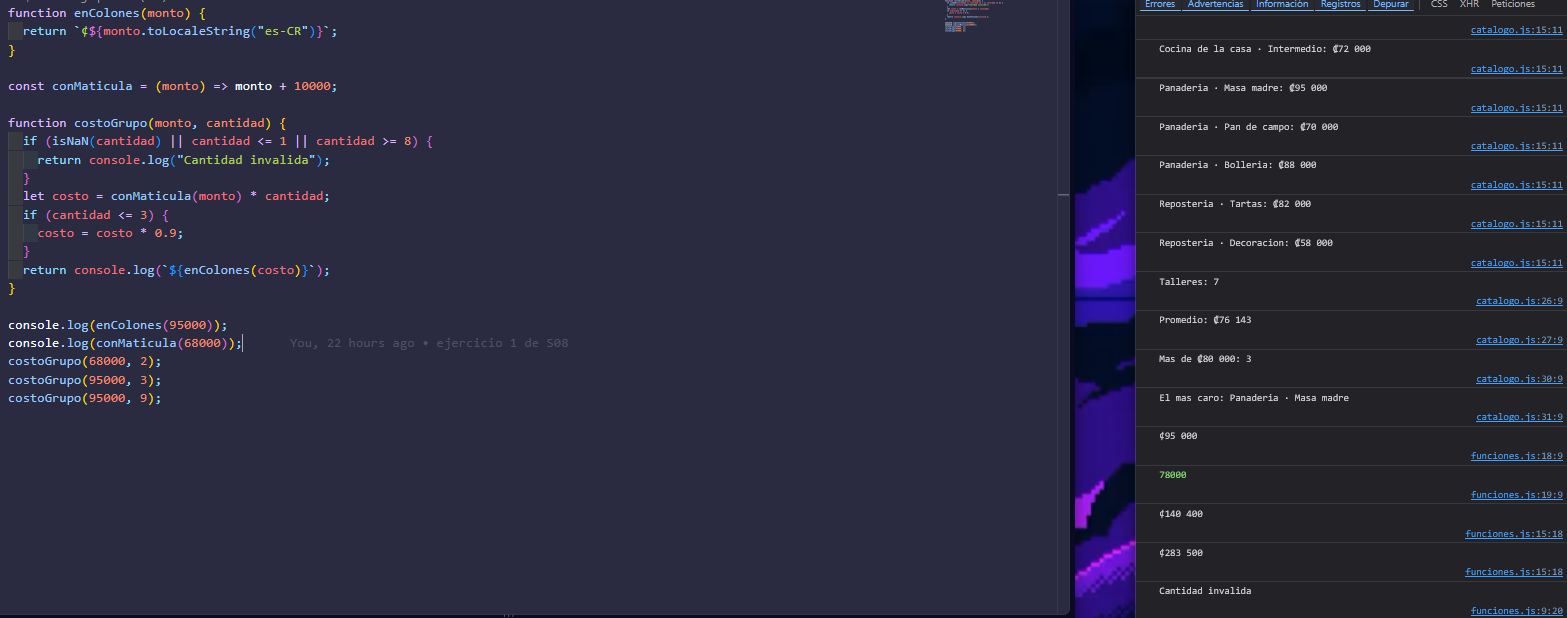 function enColones(monto) {
return `¢${monto.toLocaleString("es-CR")}`;
}
const conMaticula = (monto) => monto + 10000;
function costoGrupo(monto, cantidad) {
if (isNaN(cantidad) || cantidad <= 1 || cantidad >= 8) {
return console.log("Cantidad invalida");
}
let costo = conMaticula(monto) * cantidad;
if (cantidad <= 3) {
costo = costo * 0.9;
}
return console.log(`${enColones(costo)}`);
}
console.log(enColones(95000));
console.log(conMaticula(68000)); You, 22 hours ago • ejercicio 1 de S08
costoGrupo(68000, 2);
costoGrupo(95000, 3);
costoGrupo(95000, 9);
Errores Advertencias Información Registros Depurar CSS XHR Peticiones
catalogo.js:15:11
Cocina de la casa · Intermedio: ₡72 000
catalogo.js:15:11
Panaderia · Masa madre: ₡95 000
catalogo.js:15:11
Panaderia · Pan de campo: ₡70 000
catalogo.js:15:11
Panaderia · Bolleria: ₡88 000
catalogo.js:15:11
Reposteria · Tartas: ₡82 000
catalogo.js:15:11
Reposteria · Decoracion: ₡58 000
catalogo.js:15:11
Talleres: 7
catalogo.js:26:9
Promedio: ₡76 143
catalogo.js:27:9
Mas de ₡80 000: 3
catalogo.js:30:9
El mas caro: Panaderia · Masa madre
catalogo.js:31:9
¢95 000
funciones.js:18:9
78000
funciones.js:19:9
¢140 400
funciones.js:15:18
¢283 500
funciones.js:15:18
Cantidad invalida
funciones.js:9:20